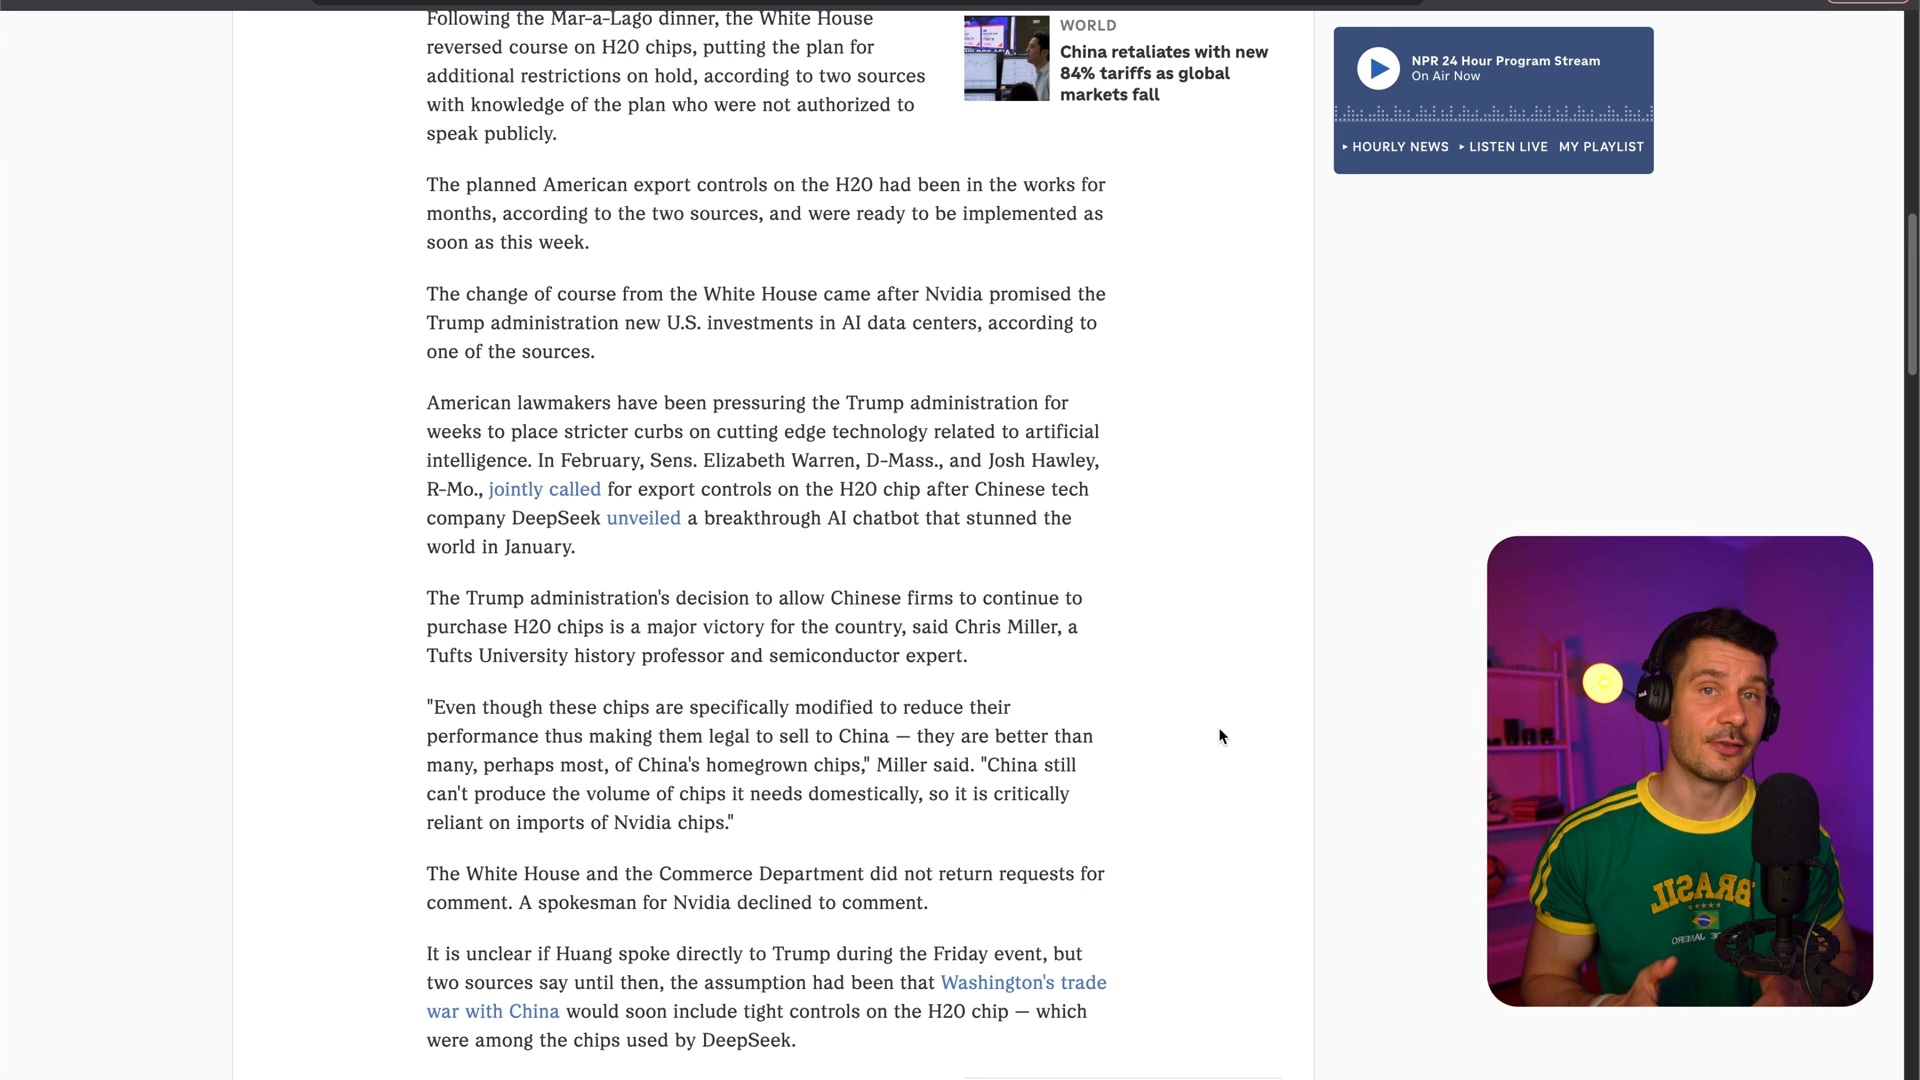 Following the Mar-a-Lago dinner, the White House
reversed course on H20 chips, putting the plan for
additional restrictions on hold, according to two sources
with knowledge of the plan who were not authorized to
speak publicly.
WORLD
China retaliates with new
84% tariffs as global
markets fall
NPR 24 Hour Program Stream
On Air Now
HOURLY NEWS LISTEN LIVE MY PLAYLIST
The planned American export controls on the H20 had been in the works for
months, according to the two sources, and were ready to be implemented as
soon as this week.
The change of course from the White House came after Nvidia promised the
Trump administration new U.S. investments in AI data centers, according to
one of the sources.
American lawmakers have been pressuring the Trump administration for
weeks to place stricter curbs on cutting edge technology related to artificial
intelligence. In February, Sens. Elizabeth Warren, D-Mass., and Josh Hawley,
R-Mo., jointly called for export controls on the H20 chip after Chinese tech
company DeepSeek unveiled a breakthrough AI chatbot that stunned the
world in January.
The Trump administration's decision to allow Chinese firms to continue to
purchase H20 chips is a major victory for the country, said Chris Miller, a
Tufts University history professor and semiconductor expert.
"Even though these chips are specifically modified to reduce their
performance thus making them legal to sell to China — they are better than
many, perhaps most, of China's homegrown chips," Miller said. "China still
can't produce the volume of chips it needs domestically, so it is critically
reliant on imports of Nvidia chips."
The White House and the Commerce Department did not return requests for
comment. A spokesman for Nvidia declined to comment.
It is unclear if Huang spoke directly to Trump during the Friday event, but
two sources say until then, the assumption had been that Washington's trade
war with China would soon include tight controls on the H20 chip — which
were among the chips used by DeepSeek.
BRASIL